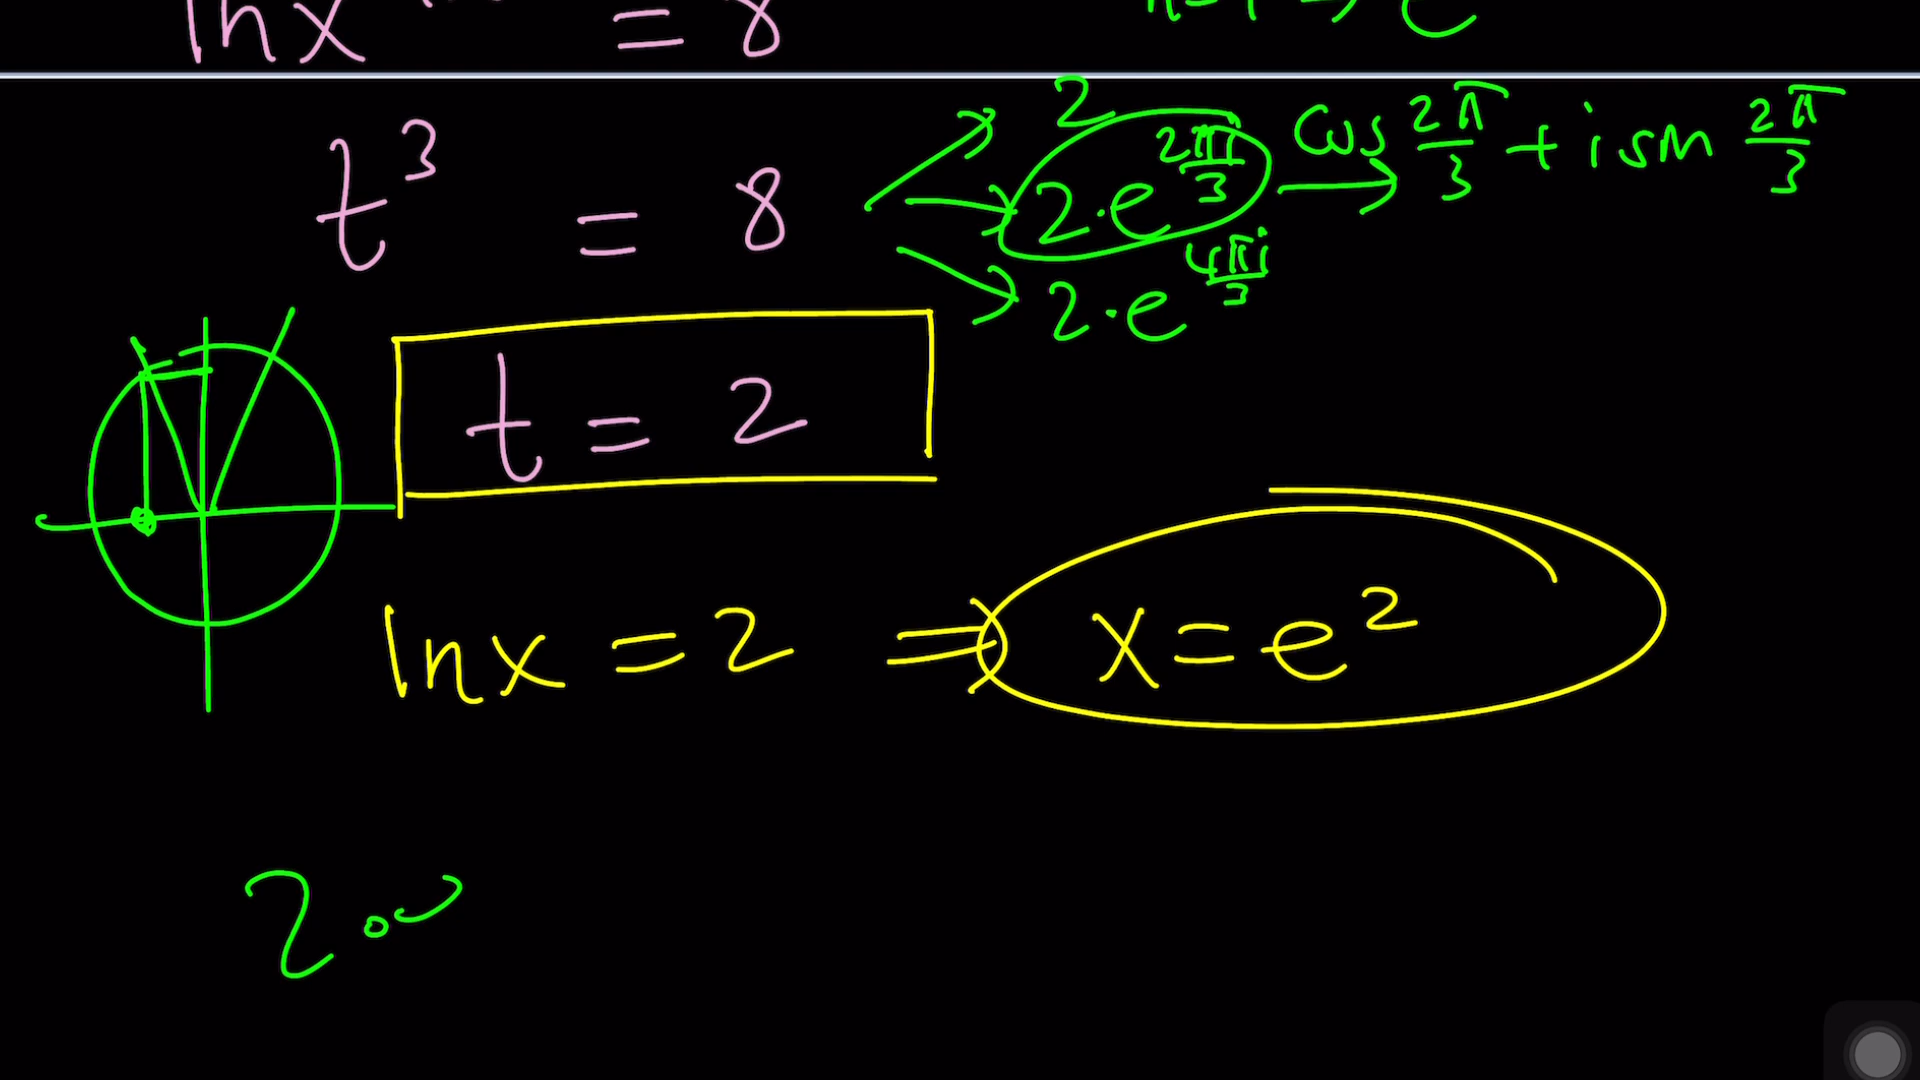 ln x = 8
t³ = 8
2
2·e^(2πi/3) → cos 2π/3 + i sin 2π/3
2·e^(4πi/3)
t = 2
ln x = 2 ⇒ x = e²
2